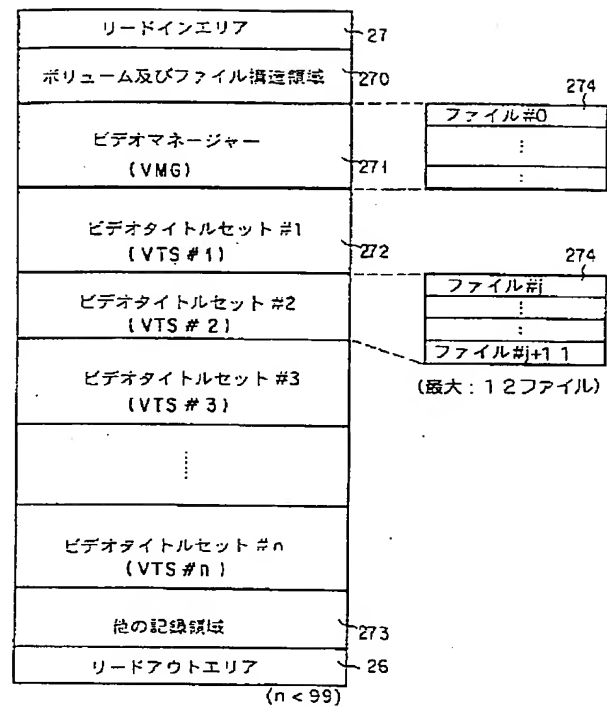 リードインエリア
27
ボリューム及びファイル構造領域
270
ビデオマネージャー
(VMG)
271
274
ファイル#0
⋮
:
ビデオタイトルセット #1
(VTS #1)
272
ビデオタイトルセット #2
(VTS # 2)
274
ファイル#j
⋮
:
ファイル#j+11
(最大:12ファイル)
ビデオタイトルセット #3
(VTS # 3)
⋮
ビデオタイトルセット #n
(VTS #n)
他の記録領域
273
リードアウトエリア
26
(n < 99)